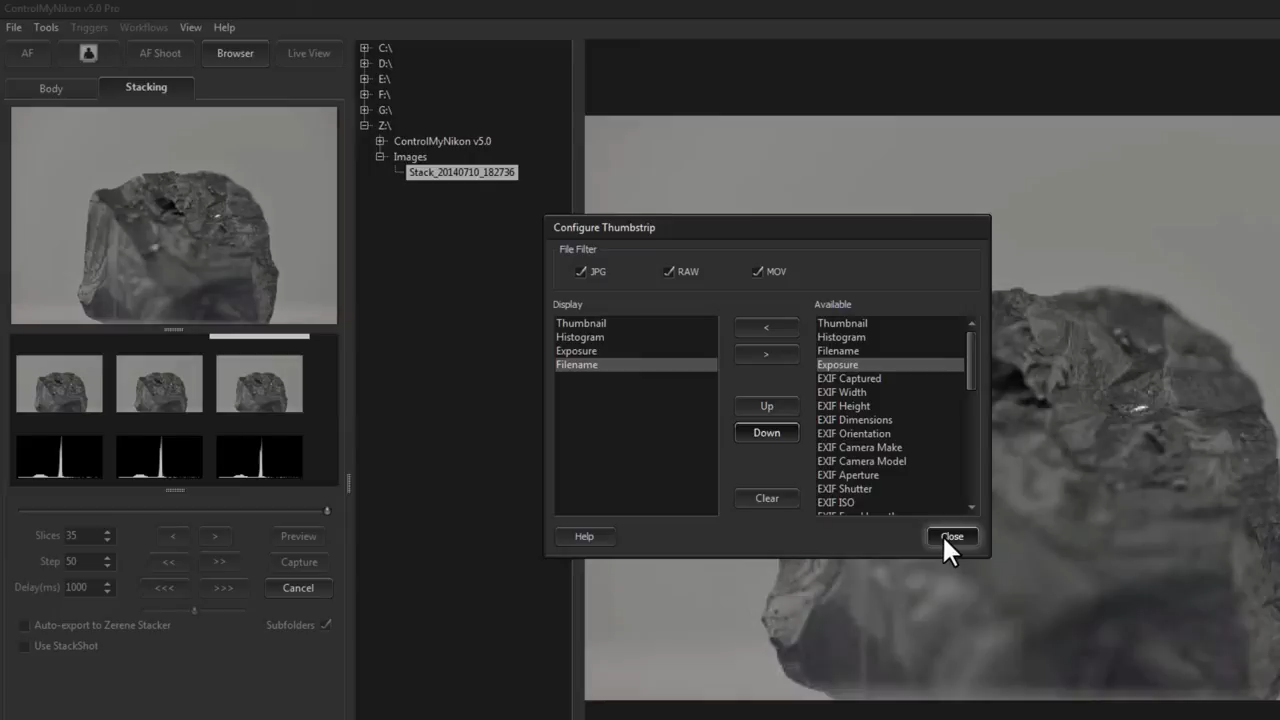 ControlMyNikon v5.0 Pro
File Tools Triggers Workflows View Help
AF AF Shoot Browser Live View
Body Stacking
C:\
D:\
E:\
F:\
G:\
Z:\
ControlMyNikon v5.0
Images
Stack_20140710_182736
Configure Thumbstrip
File Filter
JPG RAW MOV
Display
Thumbnail
Histogram
Exposure
Filename
<
>
Up
Down
Clear
Available
Thumbnail
Histogram
Filename
Exposure
EXIF Captured
EXIF Width
EXIF Height
EXIF Dimensions
EXIF Orientation
EXIF Camera Make
EXIF Camera Model
EXIF Aperture
EXIF Shutter
EXIF ISO
Help Close
Slices 35 < > Preview
Step 50 << >> Capture
Delay(ms) 1000 <<< >>> Cancel
Auto-export to Zerene Stacker Subfolders
Use StackShot